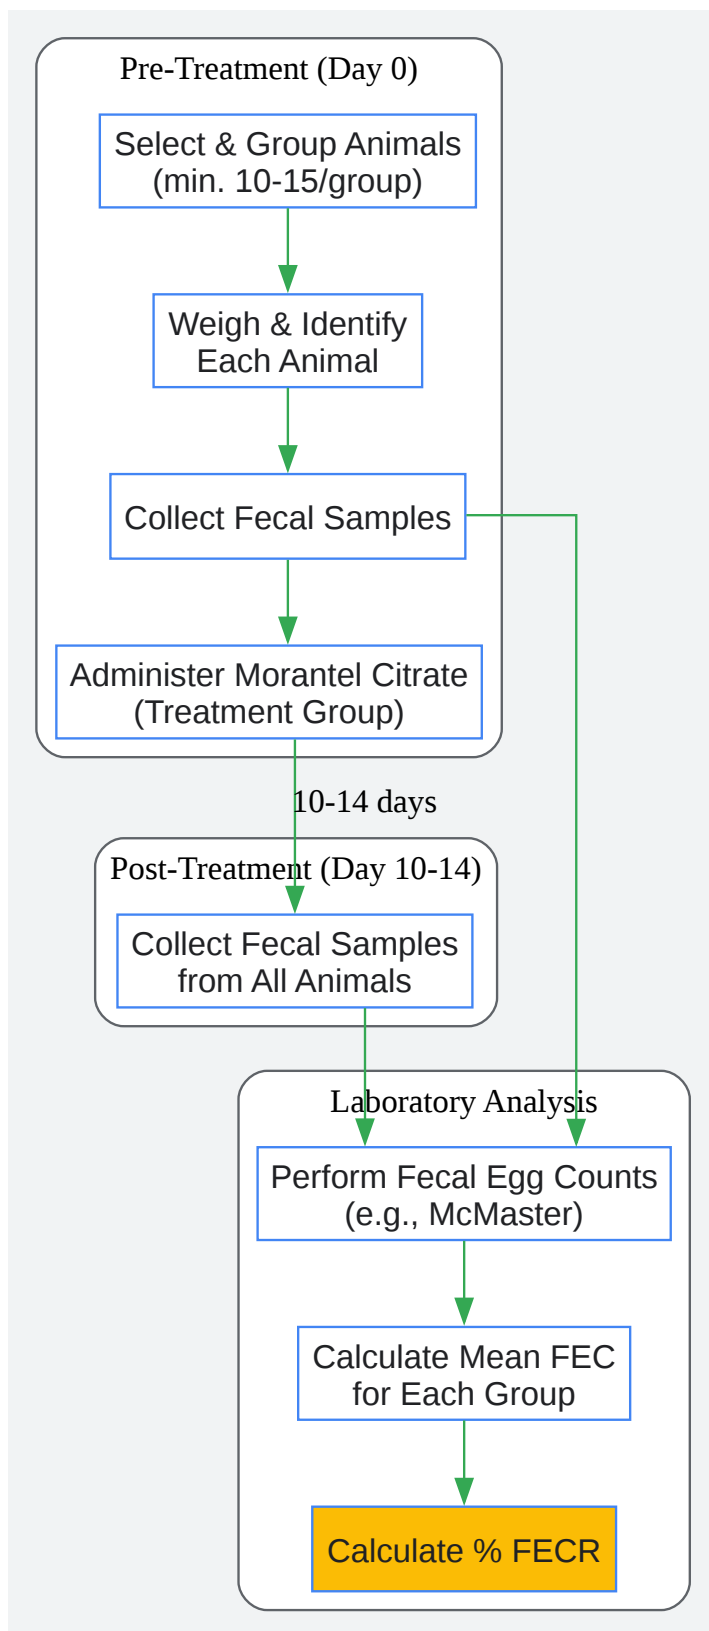 Pre-Treatment (Day 0)
Select & Group Animals
(min. 10-15/group)
Weigh & Identify
Each Animal
Collect Fecal Samples
Administer Morantel Citrate
(Treatment Group)
10-14 days
Post-Treatment (Day 10-14)
Collect Fecal Samples
from All Animals
Laboratory Analysis
Perform Fecal Egg Counts
(e.g., McMaster)
Calculate Mean FEC
for Each Group
Calculate % FECR